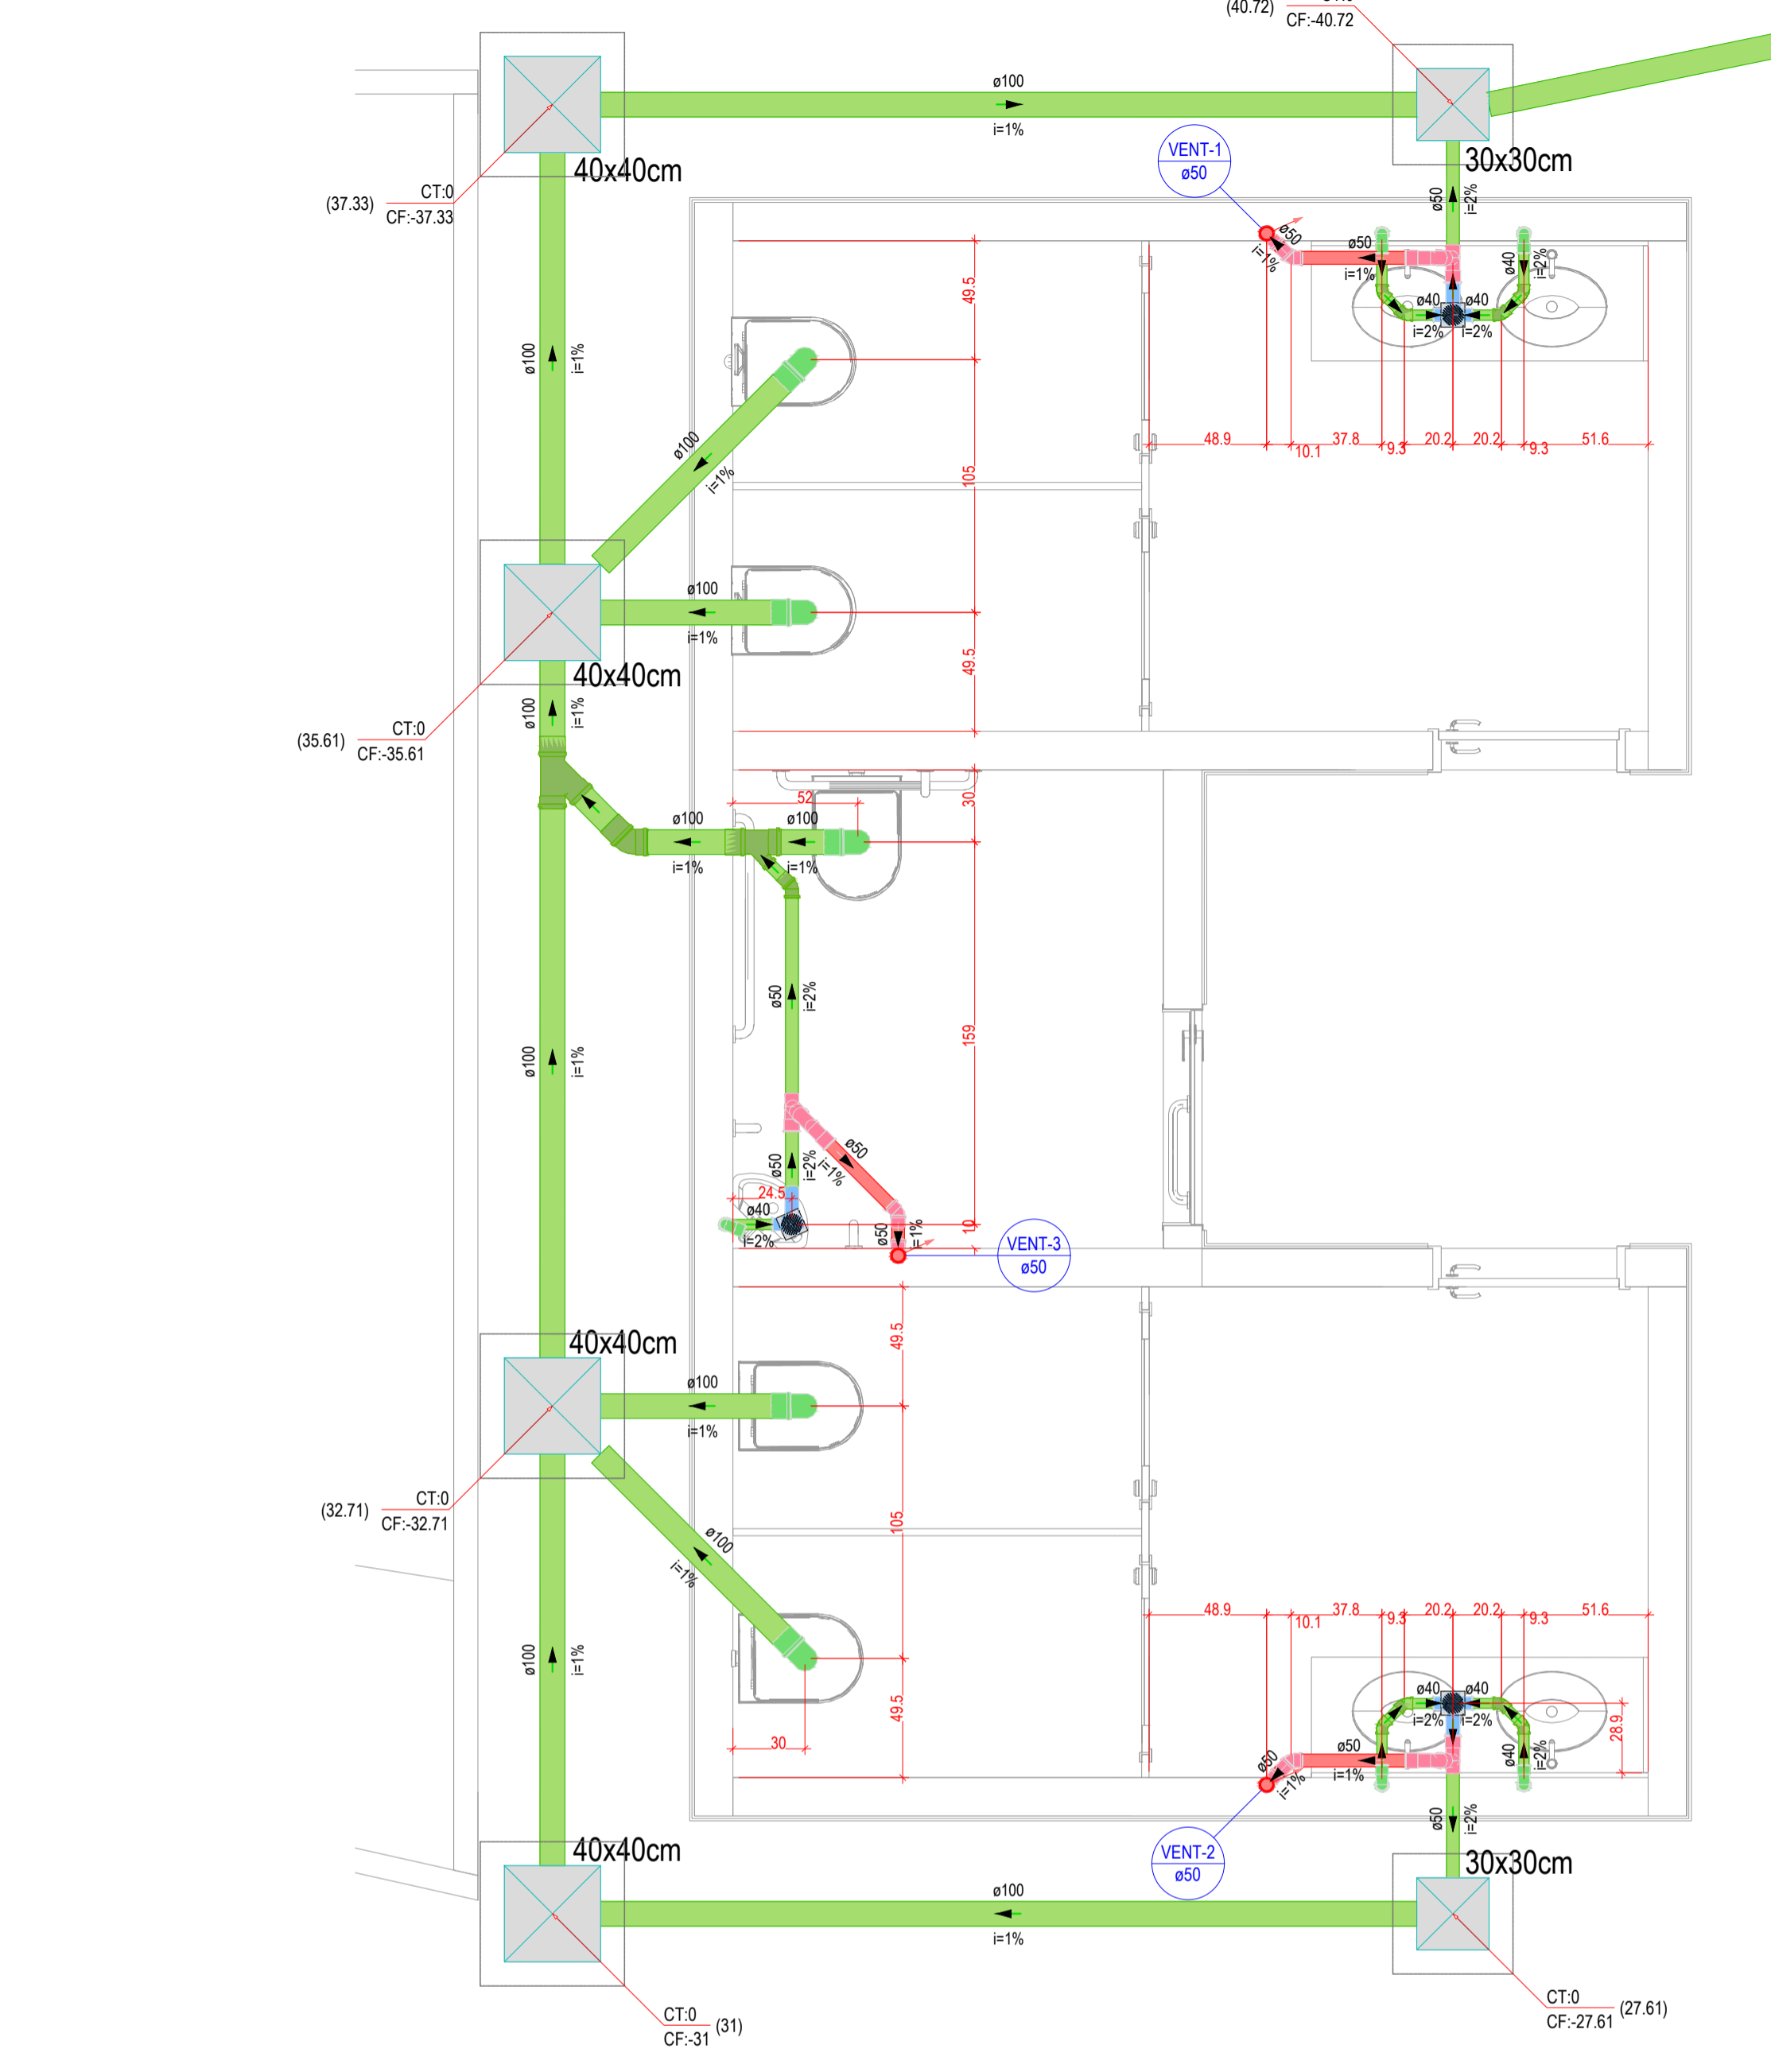 (40.72)
CF:-40.72
ø100
i=1%
40x40cm
30x30cm
VENT-1
ø50
(37.33)
CT:0
CF:-37.33
ø50
i=2%
ø50
i=1%
ø50
i=1%
ø40
i=2%
ø40
ø40
i=2%
i=2%
49.5
ø100
i=1%
48.9
10.1
37.8
9.3
20.2
20.2
9.3
51.6
ø100
i=1%
105
ø100
i=1%
49.5
40x40cm
(35.61)
CT:0
CF:-35.61
ø100
i=1%
52
30
ø100
i=1%
ø100
i=1%
ø50
i=2%
159
ø100
i=1%
ø50
i=2%
ø50
i=1%
24.5
ø40
i=2%
ø50
i=1%
10
VENT-3
ø50
40x40cm
49.5
ø100
i=1%
(32.71)
CT:0
CF:-32.71
105
ø100
i=1%
48.9
10.1
37.8
9.3
20.2
20.2
9.3
51.6
ø100
i=1%
49.5
30
ø40
ø40
i=2%
i=2%
28.9
ø50
i=1%
ø50
i=1%
ø40
i=2%
ø50
i=2%
VENT-2
ø50
40x40cm
30x30cm
ø100
i=1%
CT:0
CF:-31
(31)
CT:0
CF:-27.61
(27.61)